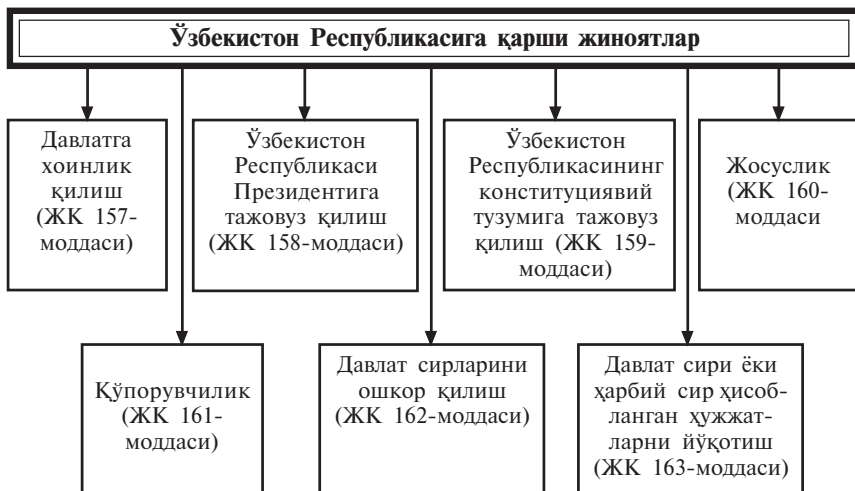 Ўзбекистон Республикасига қарши жиноятлар
Давлатга
хоинлик
қилиш
(ЖК 157-
моддаси)
Ўзбекистон
Республикаси
Президентига
тажовуз қилиш
(ЖК 158-моддаси)
Ўзбекистон
Республикасининг
конституциявий
тузумига тажовуз
қилиш (ЖК 159-
моддаси)
Жосуслик
(ЖК 160-
моддаси
Қўпорувчилик
(ЖК 161-
моддаси)
Давлат сирларини
ошкор қилиш
(ЖК 162-моддаси)
Давлат сири ёки
ҳарбий сир ҳисоб-
ланган ҳужжат-
ларни йўқотиш
(ЖК 163-моддаси)